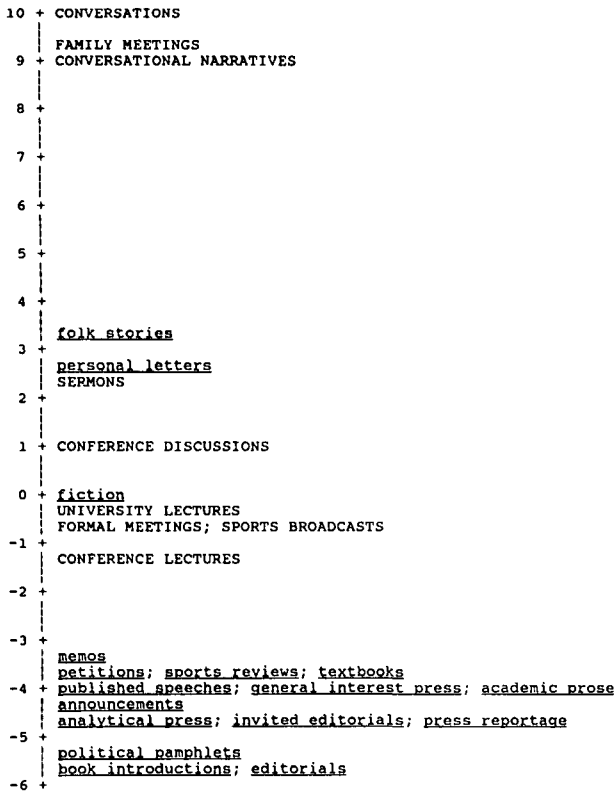 10 + CONVERSATIONS
FAMILY MEETINGS
9 + CONVERSATIONAL NARRATIVES
8 +
7 +
6 +
5 +
4 +
folk stories
3 +
personal letters
SERMONS
2 +
1 + CONFERENCE DISCUSSIONS
0 + fiction
UNIVERSITY LECTURES
FORMAL MEETINGS; SPORTS BROADCASTS
-1 +
CONFERENCE LECTURES
-2 +
-3 +
memos
petitions; sports reviews; textbooks
-4 + published speeches; general interest press; academic prose
announcements
analytical press; invited editorials; press reportage
-5 +
political pamphlets
book introductions; editorials
-6 +